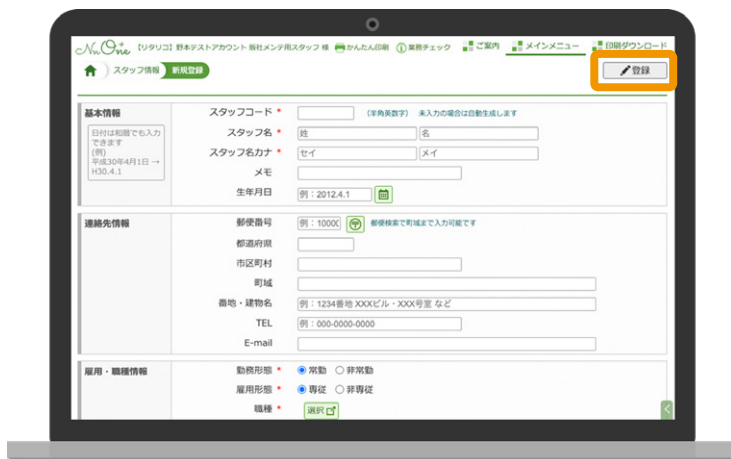 NnOne 【リタリコ】 野本テストアカウント 販社メンテ用スタッフ 様 かんたん印刷 業務チェック ご案内 メインメニュー 印刷ダウンロード
スタッフ情報 新規登録 登録
基本情報
日付は和暦でも入力
できます
(例)
平成30年4月1日 →
H30.4.1
スタッフコード * (半角英数字) 未入力の場合は自動生成します
スタッフ名 * 姓 名
スタッフ名カナ * セイ メイ
メモ
生年月日 例：2012.4.1
連絡先情報
郵便番号 例：1000 郵便検索で町域まで入力可能です
都道府県
市区町村
町域
番地・建物名 例：1234番地 XXXビル・XXX号室 など
TEL 例：000-0000-0000
E-mail
雇用・職種情報
勤務形態 * 常勤 非常勤
雇用形態 * 専従 非専従
職種 * 選択